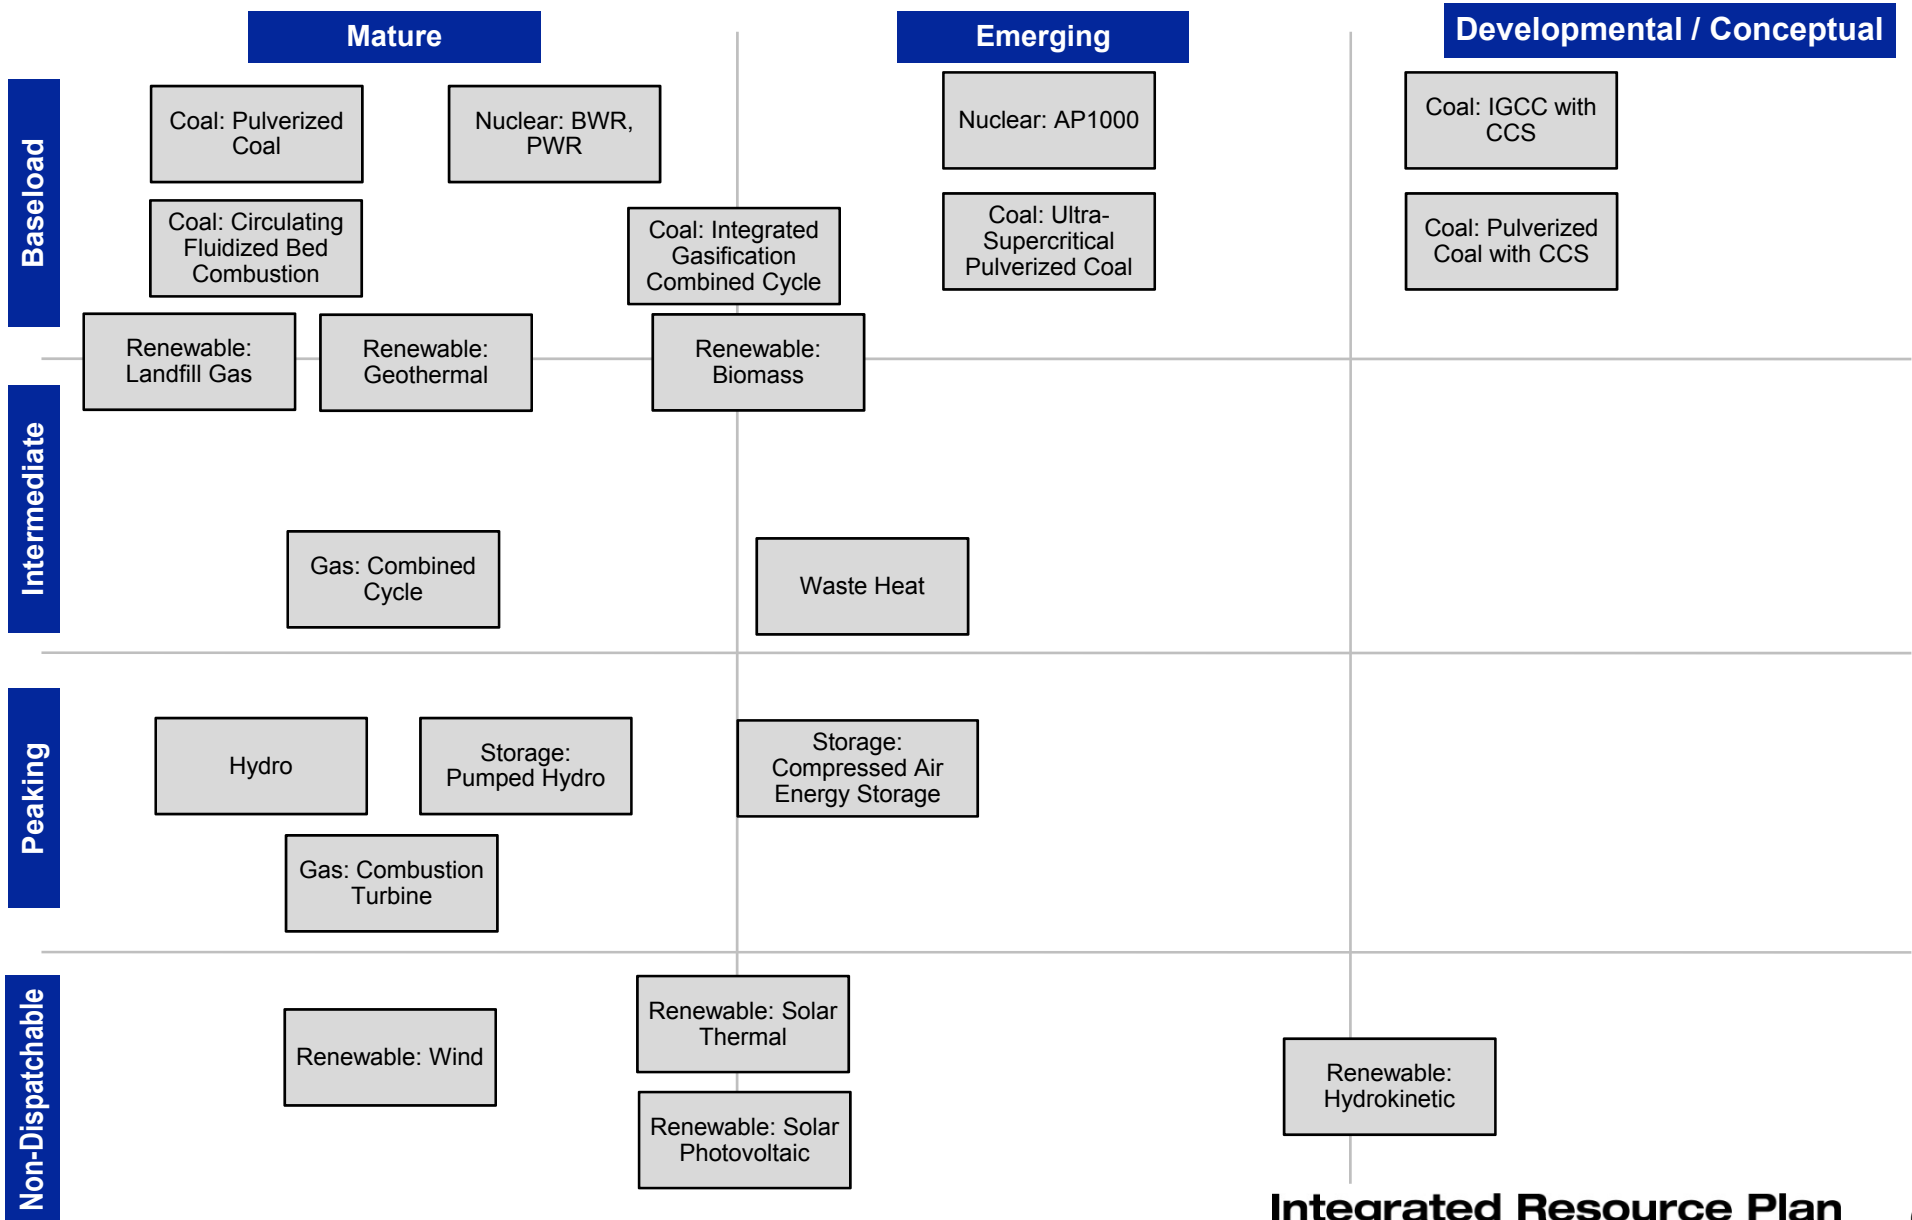 Mature
Emerging
Developmental / Conceptual
Baseload
Coal: Pulverized
Coal
Nuclear: BWR,
PWR
Nuclear: AP1000
Coal: IGCC with
CCS
Coal: Circulating
Fluidized Bed
Combustion
Coal: Integrated
Gasification
Combined Cycle
Coal: Ultra-
Supercritical
Pulverized Coal
Coal: Pulverized
Coal with CCS
Renewable:
Landfill Gas
Renewable:
Geothermal
Renewable:
Biomass
Intermediate
Gas: Combined
Cycle
Waste Heat
Peaking
Hydro
Storage:
Pumped Hydro
Storage:
Compressed Air
Energy Storage
Gas: Combustion
Turbine
Non-Dispatchable
Renewable: Wind
Renewable: Solar
Thermal
Renewable: Solar
Photovoltaic
Renewable:
Hydrokinetic
Integrated Resource Plan